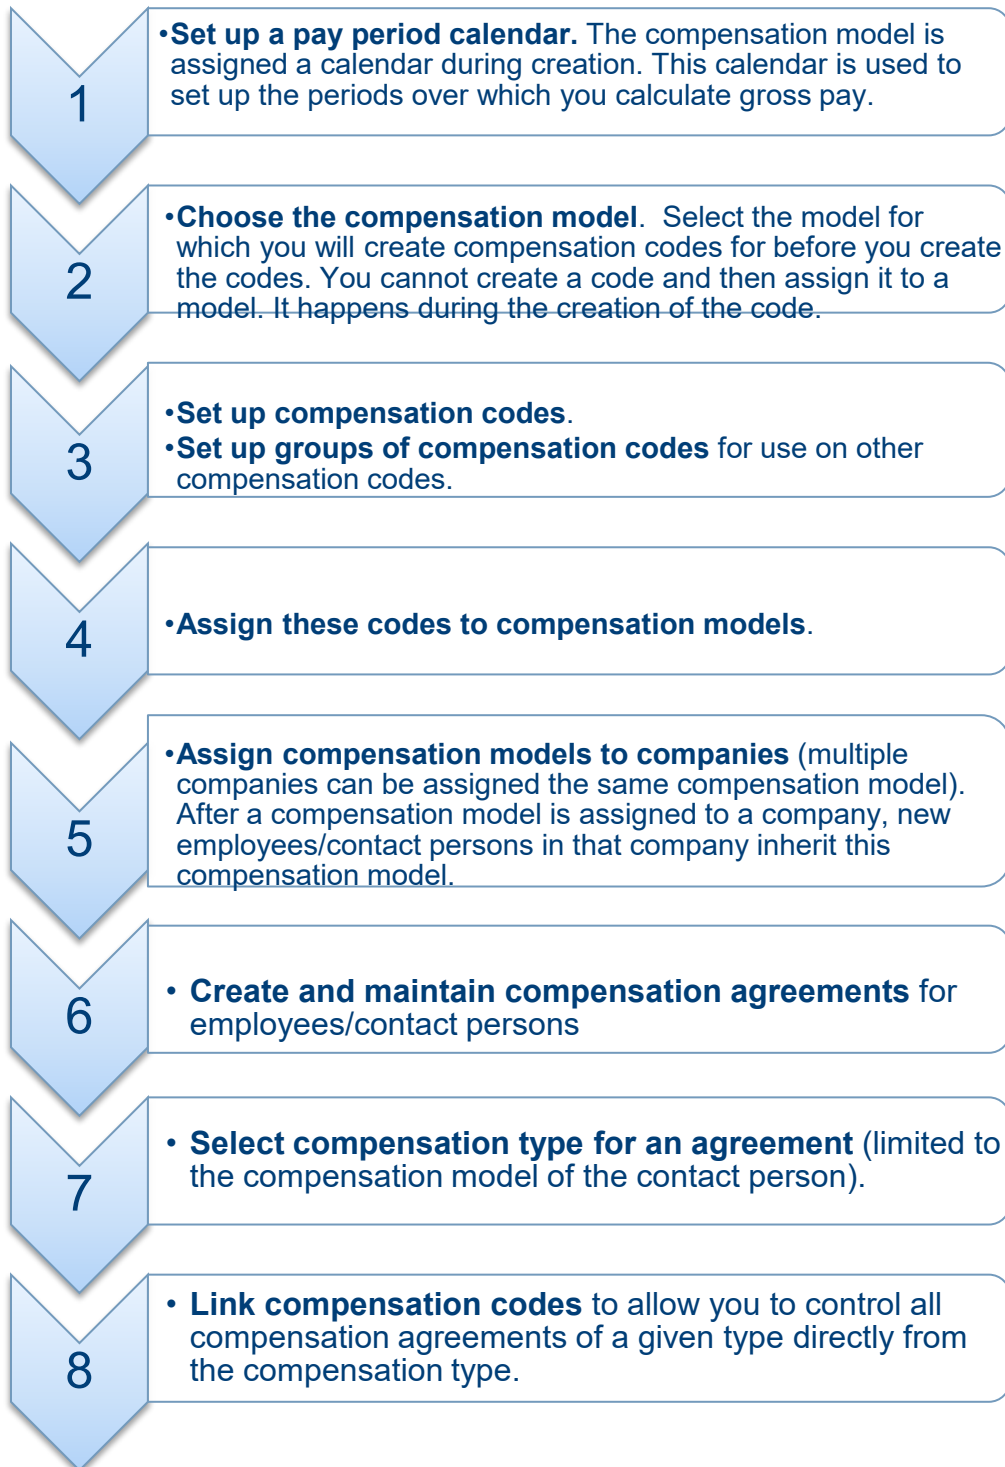 1
•Set up a pay period calendar. The compensation model is
assigned a calendar during creation. This calendar is used to
set up the periods over which you calculate gross pay.
2
•Choose the compensation model.  Select the model for
which you will create compensation codes for before you create
the codes. You cannot create a code and then assign it to a
model. It happens during the creation of the code.
3
•Set up compensation codes.
•Set up groups of compensation codes for use on other
compensation codes.
4
•Assign these codes to compensation models.
5
•Assign compensation models to companies (multiple
companies can be assigned the same compensation model).
After a compensation model is assigned to a company, new
employees/contact persons in that company inherit this
compensation model.
6
• Create and maintain compensation agreements for
employees/contact persons
7
• Select compensation type for an agreement (limited to
the compensation model of the contact person).
8
• Link compensation codes to allow you to control all
compensation agreements of a given type directly from
the compensation type.